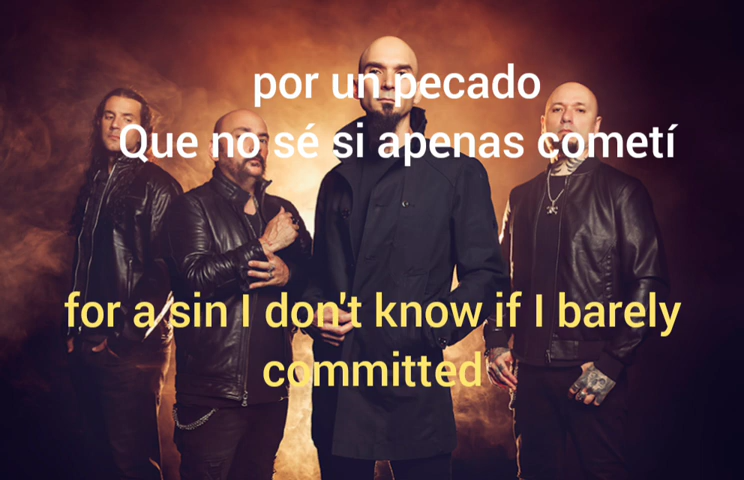 por un pecado
Que no sé si apenas cometí
for a sin I don't know if I barely
committed